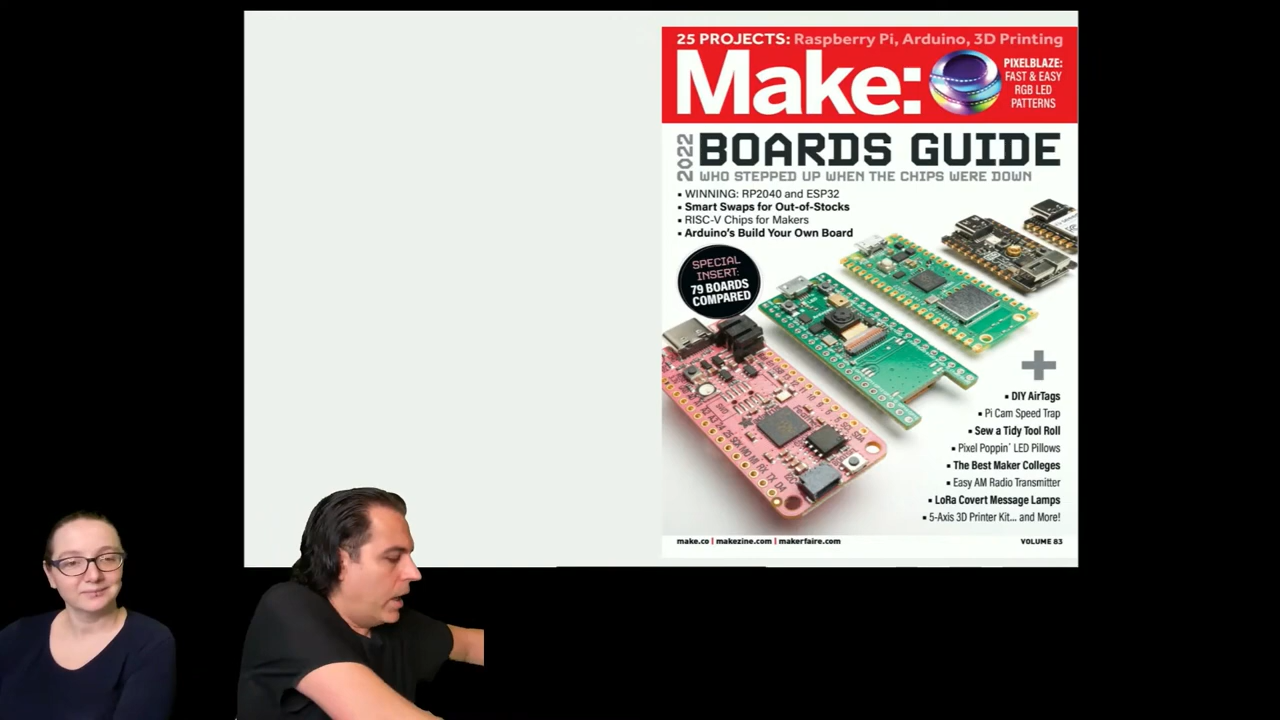 25 PROJECTS: Raspberry Pi, Arduino, 3D Printing
Make:
PIXELBLAZE:
FAST & EASY
RGB LED
PATTERNS
2022
BOARDS GUIDE
WHO STEPPED UP WHEN THE CHIPS WERE DOWN
▪ WINNING: RP2040 and ESP32
▪ Smart Swaps for Out-of-Stocks
▪ RISC-V Chips for Makers
▪ Arduino's Build Your Own Board
SPECIAL
INSERT:
79 BOARDS
COMPARED
+
▪ DIY AirTags
▪ Pi Cam Speed Trap
▪ Sew a Tidy Tool Roll
▪ Pixel Poppin' LED Pillows
▪ The Best Maker Colleges
▪ Easy AM Radio Transmitter
▪ LoRa Covert Message Lamps
▪ 5-Axis 3D Printer Kit... and More!
make.co | makezine.com | makerfaire.com
VOLUME 83